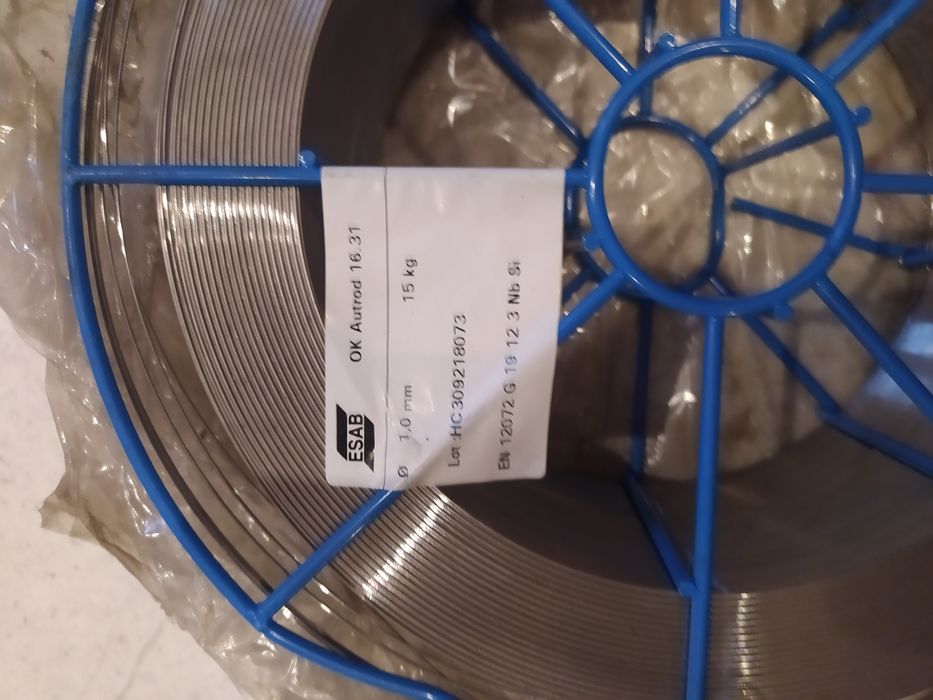 ESAB OK Autrod 16.31
Ø 1,0 mm 15 kg
Lot :HC309218073
EN 12072 G 19 12 3 Nb Si